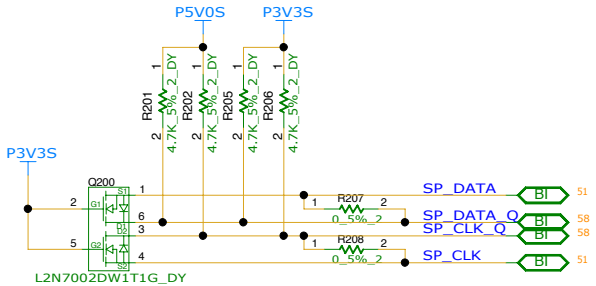 P5V0S P3V3S
1 1 1 1
R201 4.7K_5%_2_DY R202 4.7K_5%_2_DY R205 4.7K_5%_2_DY R206 4.7K_5%_2_DY
2 2 2 2
P3V3S
Q200
S1 1 SP_DATA BI 51
2 G1 1 R207 2
D1 6 0_5%_2 SP_DATA_Q BI 58
D2 3 SP_CLK_Q BI 58
5 G2 1 R208 2
S2 4 0_5%_2 SP_CLK BI 51
L2N7002DW1T1G_DY